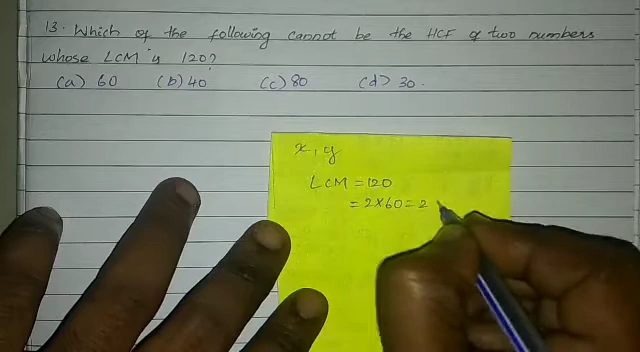 13. Which of the following cannot be the HCF of two numbers
whose LCM is 120?
(a) 60 (b) 40 (c) 80 (d) 30.
x, y
LCM = 120
= 2×60 = 2